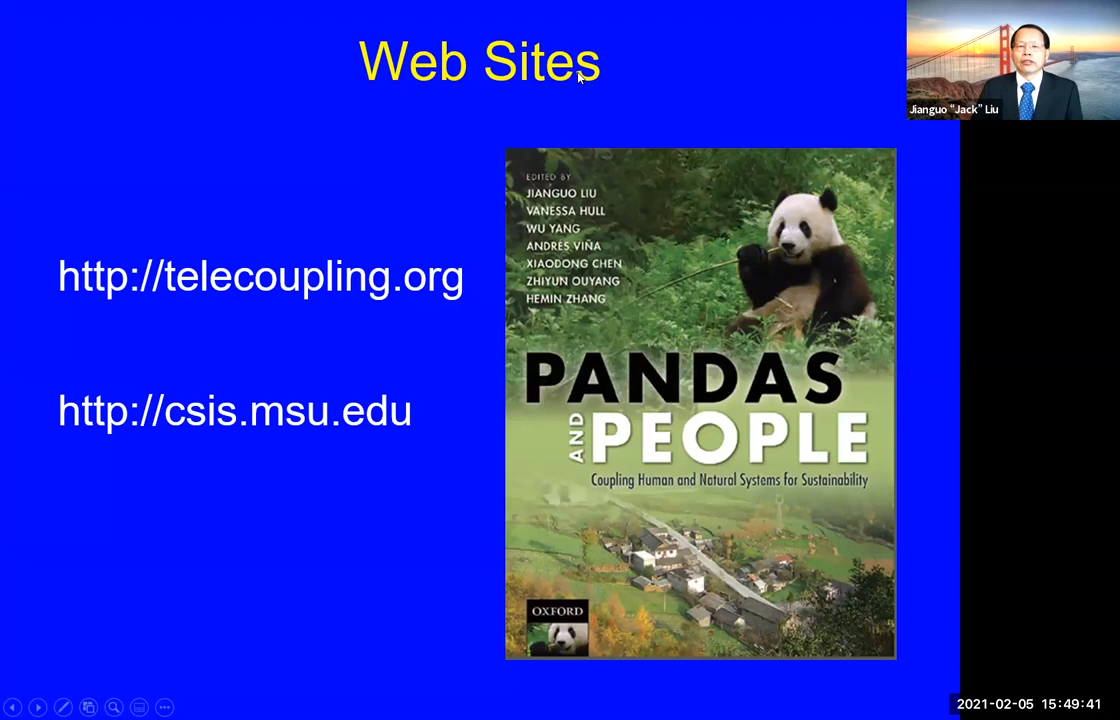 Web Sites
Jianguo "Jack" Liu
http://telecoupling.org
http://csis.msu.edu
EDITED BY
JIANGUO LIU
VANESSA HULL
WU YANG
ANDRÉS VIÑA
XIAODONG CHEN
ZHIYUN OUYANG
HEMIN ZHANG
PANDAS
AND PEOPLE
Coupling Human and Natural Systems for Sustainability
OXFORD
2021-02-05 15:49:41